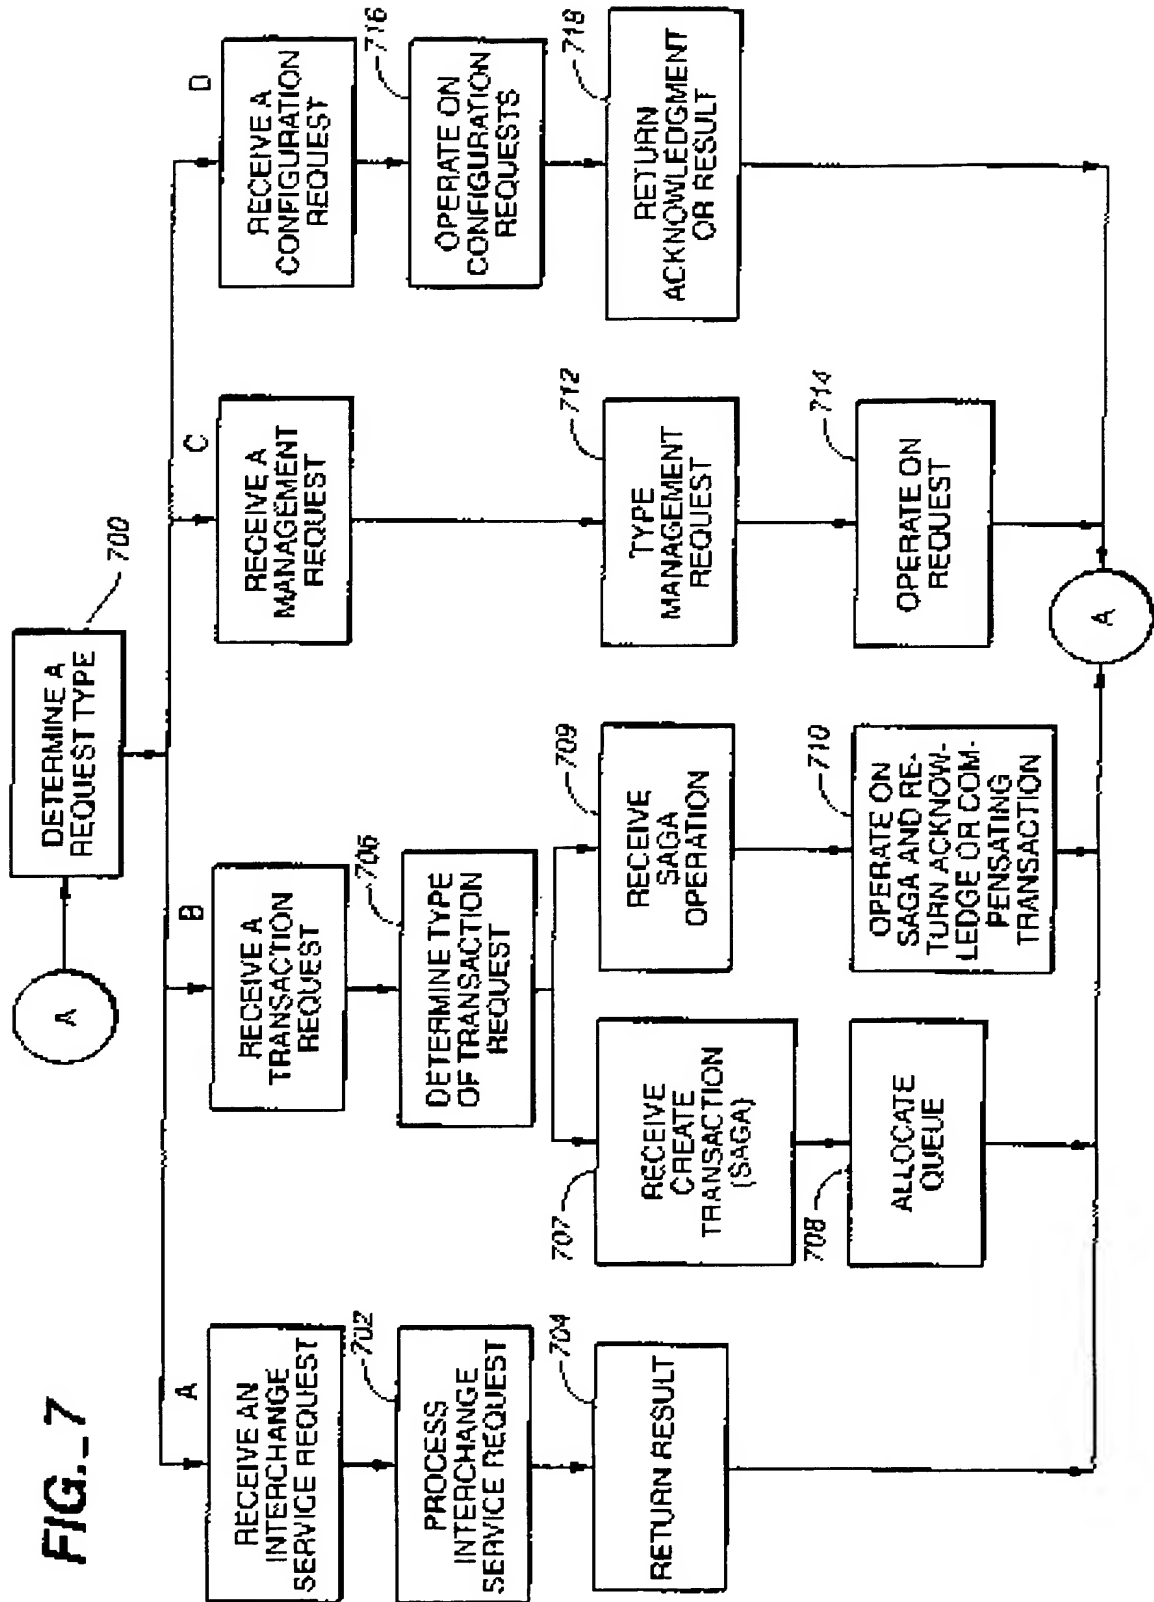 FIG._7
A
DETERMINE A
REQUEST TYPE
700
A
RECEIVE AN
INTERCHANGE
SERVICE REQUEST
702
PROCESS
INTERCHANGE
SERVICE REQUEST
704
RETURN RESULT
B
RECEIVE A
TRANSACTION
REQUEST
706
DETERMINE TYPE
OF TRANSACTION
REQUEST
707
RECEIVE
CREATE
TRANSACTION
(SAGA)
708
ALLOCATE
QUEUE
709
RECEIVE
SAGA
OPERATION
710
OPERATE ON
SAGA AND RE-
TURN ACKNOW-
LEDGE OR COM-
PENSATING
TRANSACTION
C
RECEIVE A
MANAGEMENT
REQUEST
712
TYPE
MANAGEMENT
REQUEST
714
OPERATE ON
REQUEST
D
RECEIVE A
CONFIGURATION
REQUEST
716
OPERATE ON
CONFIGURATION
REQUESTS
718
RETURN
ACKNOWLEDGMENT
OR RESULT
A